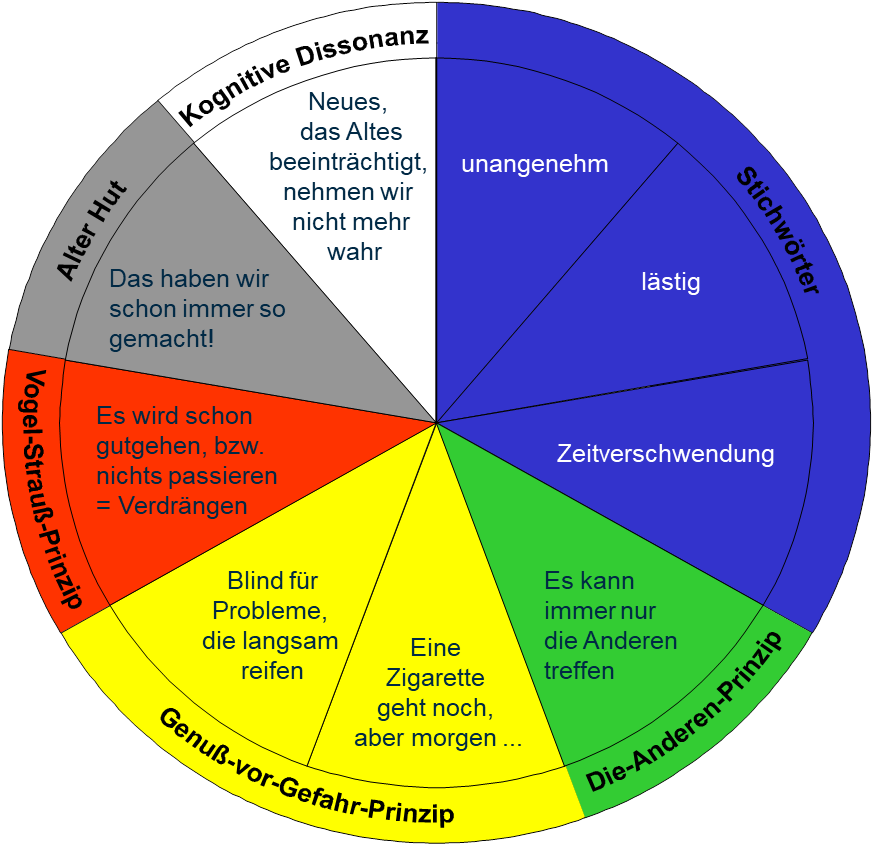 Kognitive Dissonanz
Neues,
das Altes
beeinträchtigt,
nehmen wir
nicht mehr
wahr
Stichwörter
unangenehm
lästig
Zeitverschwendung
Die-Anderen-Prinzip
Es kann
immer nur
die Anderen
treffen
Genuß-vor-Gefahr-Prinzip
Eine
Zigarette
geht noch,
aber morgen ...
Blind für
Probleme,
die langsam
reifen
Vogel-Strauß-Prinzip
Es wird schon
gutgehen, bzw.
nichts passieren
= Verdrängen
Alter Hut
Das haben wir
schon immer so
gemacht!